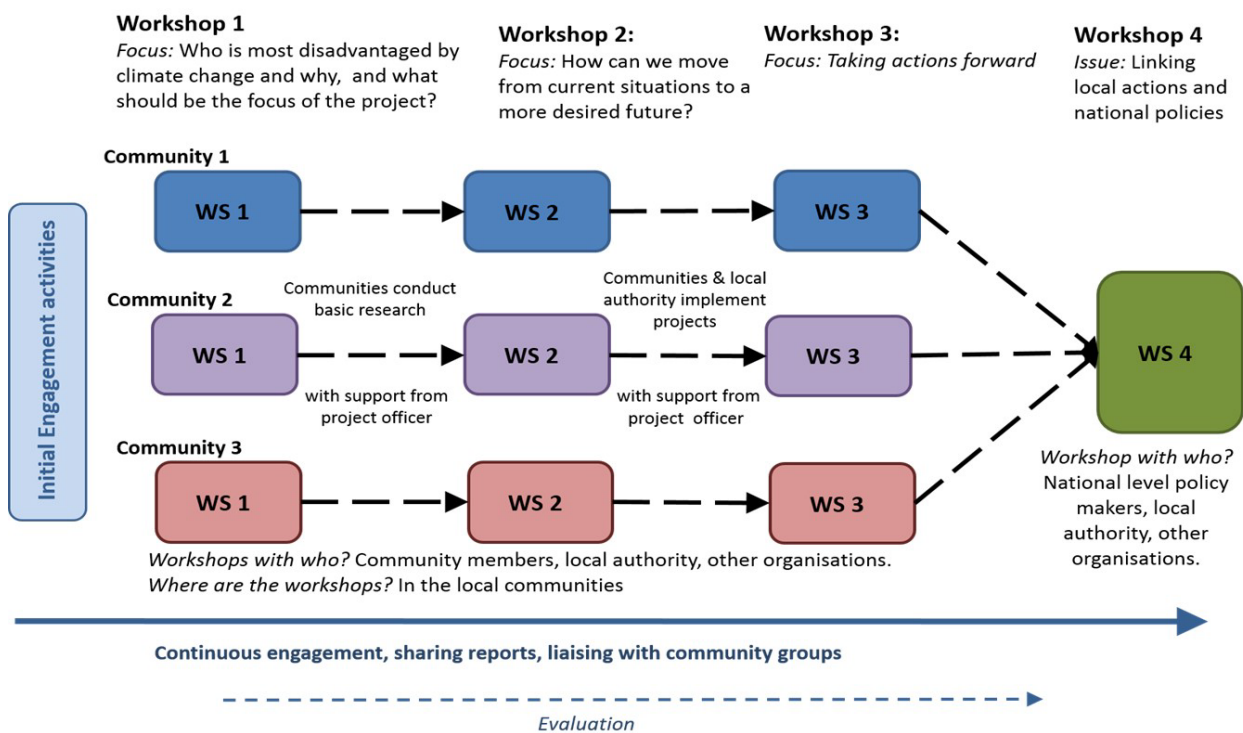 Workshop 1
Focus: Who is most disadvantaged by
climate change and why, and what
should be the focus of the project?
Workshop 2:
Focus: How can we move
from current situations to a
more desired future?
Workshop 3:
Focus: Taking actions forward
Workshop 4
Issue: Linking
local actions and
national policies
Initial Engagement activities
Community 1
WS 1
WS 2
WS 3
Communities conduct
basic research
Communities & local
authority implement
projects
Community 2
WS 1
WS 2
WS 3
WS 4
with support from
project officer
with support from
project officer
Community 3
WS 1
WS 2
WS 3
Workshop with who?
National level policy
makers, local
authority, other
organisations.
Workshops with who? Community members, local authority, other organisations.
Where are the workshops? In the local communities
Continuous engagement, sharing reports, liaising with community groups
Evaluation